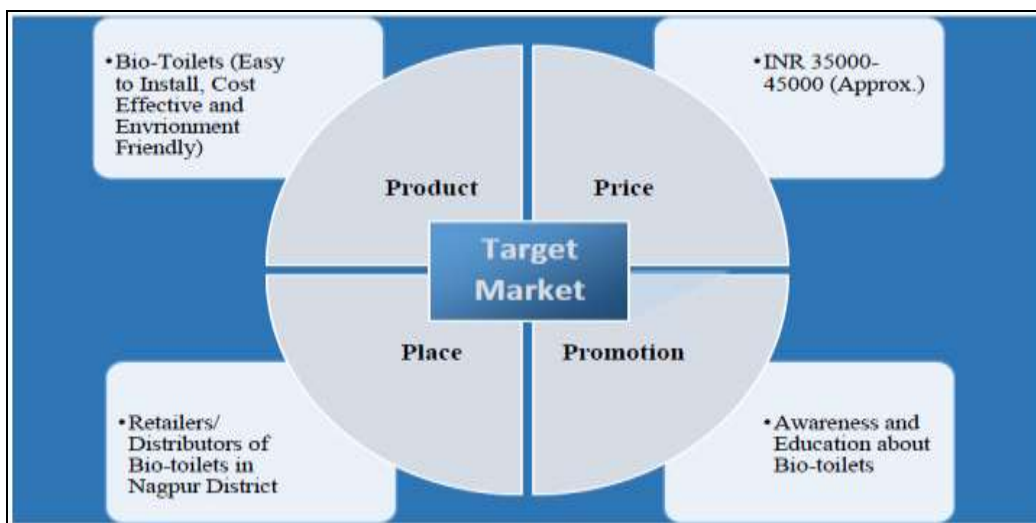 •Bio-Toilets (Easy
to Install, Cost
Effective and
Envrionment
Friendly)
•INR 35000-
45000 (Approx.)
Product
Price
Target
Market
Place
Promotion
•Retailers/
Distributors of
Bio-toilets in
Nagpur District
•Awareness and
Education about
Bio-toilets